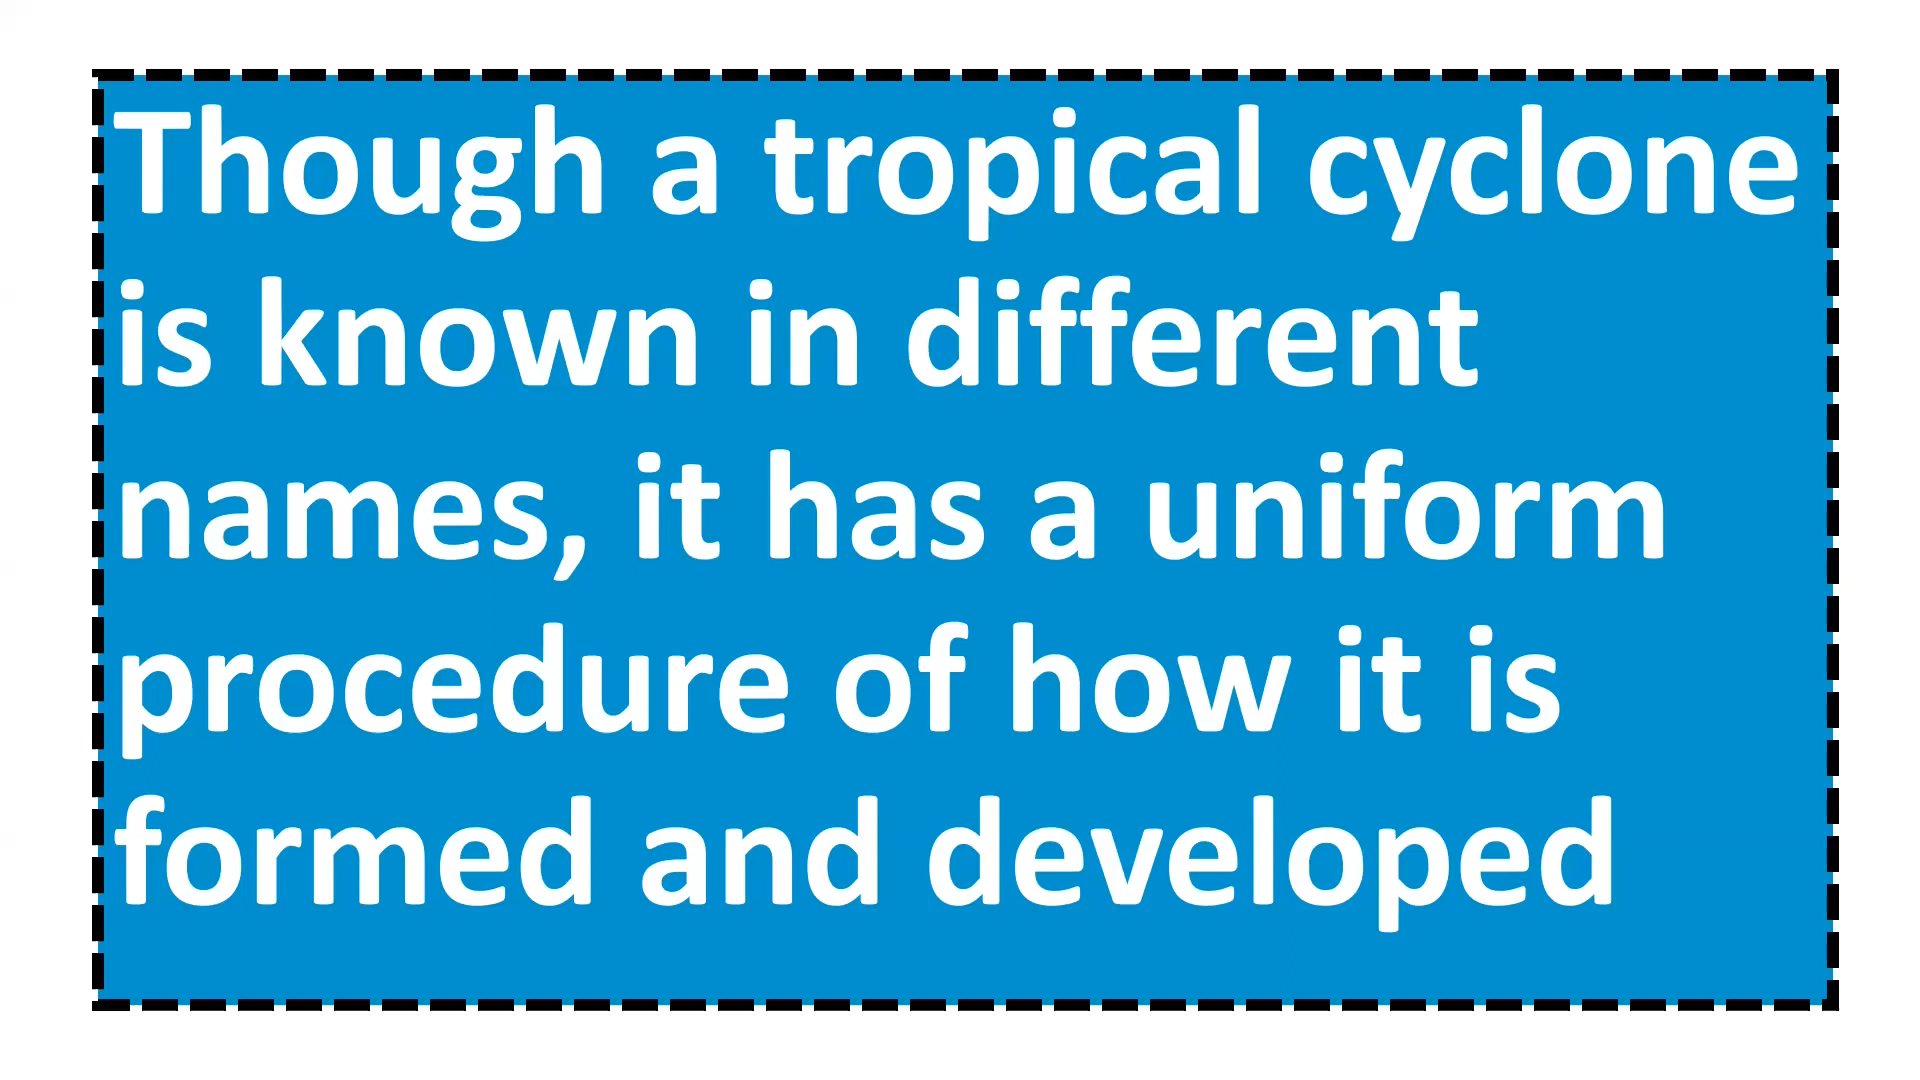 Though a tropical cyclone
is known in different
names, it has a uniform
procedure of how it is
formed and developed